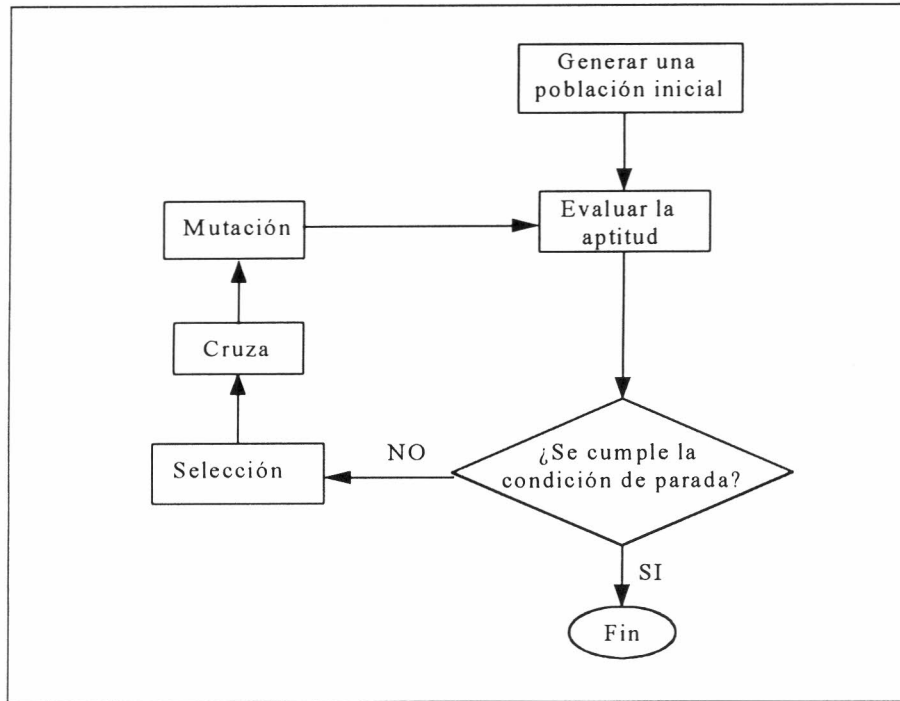 Generar una
población inicial
Evaluar la
aptitud
Mutación
Cruza
Selección
NO
¿Se cumple la
condición de parada?
SI
Fin